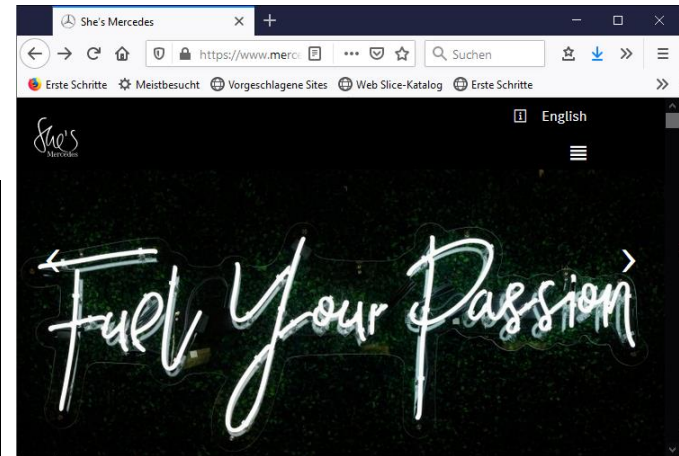 She's Mercedes
https://www.merc
Suchen
Erste Schritte Meistbesucht Vorgeschlagene Sites Web Slice-Katalog Erste Schritte
English
She's
Mercedes
Fuel Your Passion